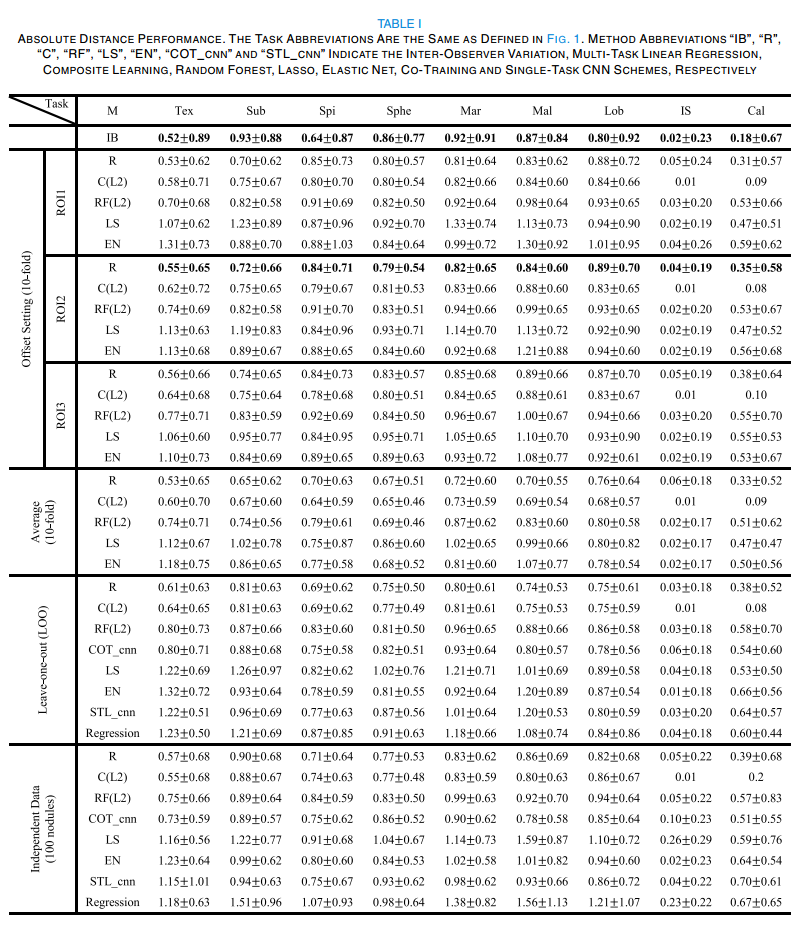 TABLE I
ABSOLUTE DISTANCE PERFORMANCE. THE TASK ABBREVIATIONS ARE THE SAME AS DEFINED IN FIG. 1. METHOD ABBREVIATIONS “IB”, “R”,
“C”, “RF”, “LS”, “EN”, “COT_cnn” AND “STL_cnn” INDICATE THE INTER-OBSERVER VARIATION, MULTI-TASK LINEAR REGRESSION,
COMPOSITE LEARNING, RANDOM FOREST, LASSO, ELASTIC NET, CO-TRAINING AND SINGLE-TASK CNN SCHEMES, RESPECTIVELY
Task M Tex Sub Spi Sphe Mar Mal Lob IS Cal
IB 0.52±0.89 0.93±0.88 0.64±0.87 0.86±0.77 0.92±0.91 0.87±0.84 0.80±0.92 0.02±0.23 0.18±0.67
Offset Setting (10-fold)
ROI1
R 0.53±0.62 0.70±0.62 0.85±0.73 0.80±0.57 0.81±0.64 0.83±0.62 0.88±0.72 0.05±0.24 0.31±0.57
C(L2) 0.58±0.71 0.75±0.67 0.80±0.70 0.80±0.54 0.82±0.66 0.84±0.60 0.84±0.66 0.01 0.09
RF(L2) 0.70±0.68 0.82±0.58 0.91±0.69 0.82±0.50 0.92±0.64 0.98±0.64 0.93±0.65 0.03±0.20 0.53±0.66
LS 1.07±0.62 1.23±0.89 0.87±0.96 0.92±0.70 1.33±0.74 1.13±0.73 0.94±0.90 0.02±0.19 0.47±0.51
EN 1.31±0.73 0.88±0.70 0.88±1.03 0.84±0.64 0.99±0.72 1.30±0.92 1.01±0.95 0.04±0.26 0.59±0.62
ROI2
R 0.55±0.65 0.72±0.66 0.84±0.71 0.79±0.54 0.82±0.65 0.84±0.60 0.89±0.70 0.04±0.19 0.35±0.58
C(L2) 0.62±0.72 0.75±0.65 0.79±0.67 0.81±0.53 0.83±0.66 0.88±0.60 0.83±0.65 0.01 0.08
RF(L2) 0.74±0.69 0.82±0.58 0.91±0.70 0.83±0.51 0.94±0.66 0.99±0.65 0.93±0.65 0.02±0.20 0.53±0.67
LS 1.13±0.63 1.19±0.83 0.84±0.96 0.93±0.71 1.14±0.70 1.13±0.72 0.92±0.90 0.02±0.19 0.47±0.52
EN 1.13±0.68 0.89±0.67 0.88±0.65 0.84±0.60 0.92±0.68 1.21±0.88 0.94±0.60 0.02±0.19 0.56±0.68
ROI3
R 0.56±0.66 0.74±0.65 0.84±0.73 0.83±0.57 0.85±0.68 0.89±0.66 0.87±0.70 0.05±0.19 0.38±0.64
C(L2) 0.64±0.68 0.75±0.64 0.78±0.68 0.80±0.51 0.84±0.65 0.88±0.61 0.83±0.67 0.01 0.10
RF(L2) 0.77±0.71 0.83±0.59 0.92±0.69 0.84±0.50 0.96±0.67 1.00±0.67 0.94±0.66 0.03±0.20 0.55±0.70
LS 1.06±0.60 0.95±0.77 0.84±0.95 0.95±0.71 1.05±0.65 1.10±0.70 0.93±0.90 0.02±0.19 0.55±0.53
EN 1.10±0.73 0.84±0.69 0.89±0.65 0.89±0.63 0.93±0.72 1.08±0.77 0.92±0.61 0.02±0.19 0.53±0.67
Average
(10-fold)
R 0.53±0.65 0.65±0.62 0.70±0.63 0.67±0.51 0.72±0.60 0.70±0.55 0.76±0.64 0.06±0.18 0.33±0.52
C(L2) 0.60±0.70 0.67±0.60 0.64±0.59 0.65±0.46 0.73±0.59 0.69±0.54 0.68±0.57 0.01 0.09
RF(L2) 0.74±0.71 0.74±0.56 0.79±0.61 0.69±0.46 0.87±0.62 0.83±0.60 0.80±0.58 0.02±0.17 0.51±0.62
LS 1.12±0.67 1.02±0.78 0.75±0.87 0.86±0.60 1.02±0.65 0.99±0.66 0.80±0.82 0.02±0.17 0.47±0.47
EN 1.18±0.75 0.86±0.65 0.77±0.58 0.68±0.52 0.81±0.60 1.07±0.77 0.78±0.54 0.02±0.17 0.50±0.56
Leave-one-out (LOO)
R 0.61±0.63 0.81±0.63 0.69±0.62 0.75±0.50 0.80±0.61 0.74±0.53 0.75±0.61 0.03±0.18 0.38±0.52
C(L2) 0.64±0.65 0.81±0.63 0.69±0.62 0.77±0.49 0.81±0.61 0.75±0.53 0.75±0.59 0.01 0.08
RF(L2) 0.80±0.73 0.87±0.66 0.83±0.60 0.81±0.50 0.96±0.65 0.88±0.66 0.86±0.58 0.03±0.18 0.58±0.70
COT_cnn 0.80±0.71 0.88±0.68 0.75±0.58 0.82±0.51 0.93±0.64 0.80±0.57 0.78±0.56 0.06±0.18 0.54±0.60
LS 1.22±0.69 1.26±0.97 0.82±0.62 1.02±0.76 1.21±0.71 1.01±0.69 0.89±0.58 0.04±0.18 0.53±0.50
EN 1.32±0.72 0.93±0.64 0.78±0.59 0.81±0.55 0.92±0.64 1.20±0.89 0.87±0.54 0.01±0.18 0.66±0.56
STL_cnn 1.22±0.51 0.96±0.69 0.77±0.63 0.87±0.56 1.01±0.64 1.20±0.53 0.80±0.59 0.03±0.20 0.64±0.57
Regression 1.23±0.50 1.21±0.69 0.87±0.85 0.91±0.63 1.18±0.66 1.08±0.74 0.84±0.86 0.04±0.18 0.60±0.44
Independent Data
(100 nodules)
R 0.57±0.68 0.90±0.68 0.71±0.64 0.77±0.53 0.83±0.62 0.86±0.69 0.82±0.68 0.05±0.22 0.39±0.68
C(L2) 0.55±0.68 0.88±0.67 0.74±0.63 0.77±0.48 0.83±0.59 0.80±0.63 0.86±0.67 0.01 0.2
RF(L2) 0.75±0.66 0.89±0.64 0.84±0.59 0.83±0.50 0.99±0.63 0.92±0.70 0.94±0.64 0.05±0.22 0.57±0.83
COT_cnn 0.73±0.59 0.89±0.57 0.75±0.62 0.86±0.52 0.90±0.62 0.78±0.58 0.85±0.64 0.10±0.23 0.51±0.55
LS 1.16±0.56 1.22±0.77 0.91±0.68 1.04±0.67 1.14±0.73 1.59±0.87 1.10±0.72 0.26±0.29 0.59±0.76
EN 1.23±0.64 0.99±0.62 0.80±0.60 0.84±0.53 1.02±0.58 1.01±0.82 0.94±0.60 0.02±0.23 0.64±0.54
STL_cnn 1.15±1.01 0.94±0.63 0.75±0.67 0.93±0.62 0.98±0.62 0.93±0.66 0.86±0.72 0.04±0.22 0.70±0.61
Regression 1.18±0.63 1.51±0.96 1.07±0.93 0.98±0.64 1.38±0.82 1.56±1.13 1.21±1.07 0.23±0.22 0.67±0.65